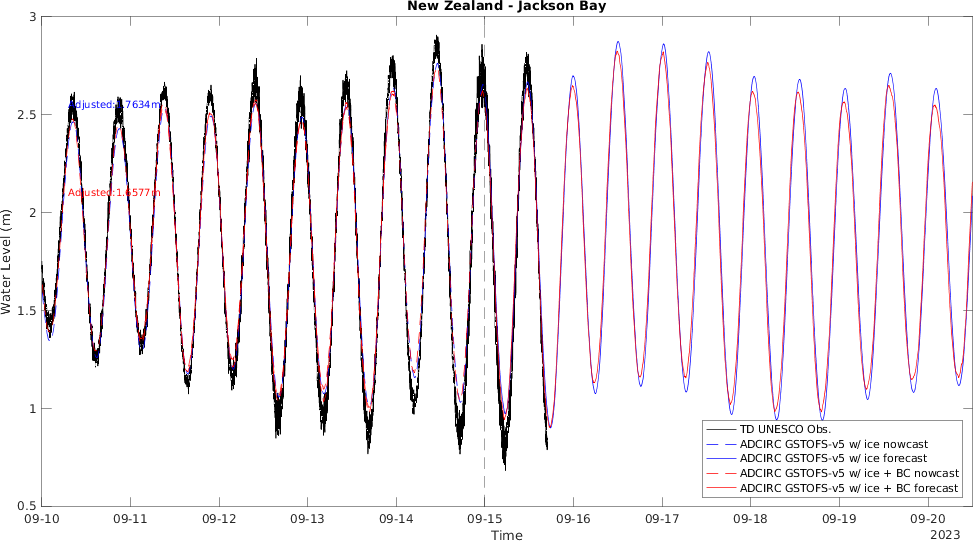 New Zealand - Jackson Bay
3
2.5
2
1.5
1
0.5
Water Level (m)
Adjusted:1.6577m
09-10
09-11
09-12
09-13
09-14
09-15
09-16
09-17
09-18
09-19
09-20
Time
2023
TD UNESCO Obs.
ADCIRC GSTOFS-v5 w/ ice nowcast
ADCIRC GSTOFS-v5 w/ ice forecast
ADCIRC GSTOFS-v5 w/ ice + BC nowcast
ADCIRC GSTOFS-v5 w/ ice + BC forecast